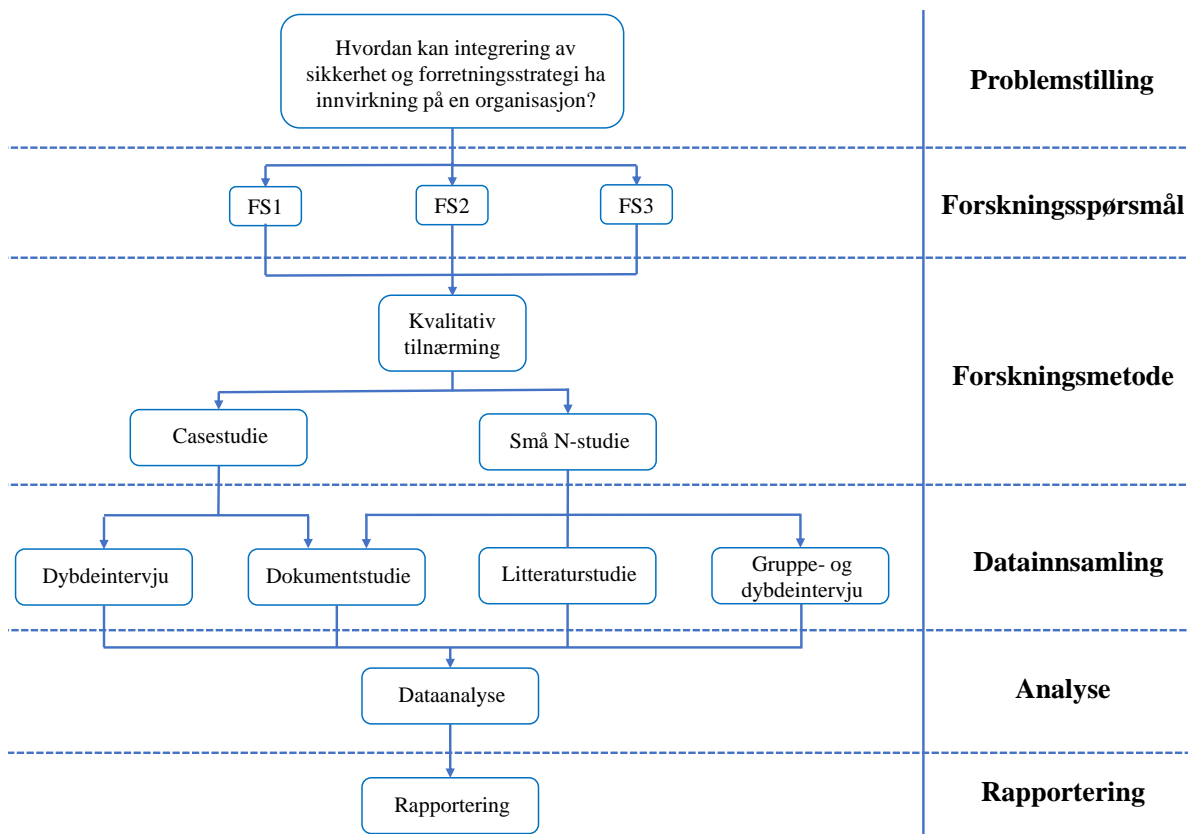 Hvordan kan integrering av
sikkerhet og forretningsstrategi ha
innvirkning på en organisasjon?
Problemstilling
FS1
FS2
FS3
Forskningsspørsmål
Kvalitativ
tilnærming
Forskningsmetode
Casestudie
Små N-studie
Dybdeintervju
Dokumentstudie
Litteraturstudie
Gruppe- og
dybdeintervju
Datainnsamling
Dataanalyse
Analyse
Rapportering
Rapportering